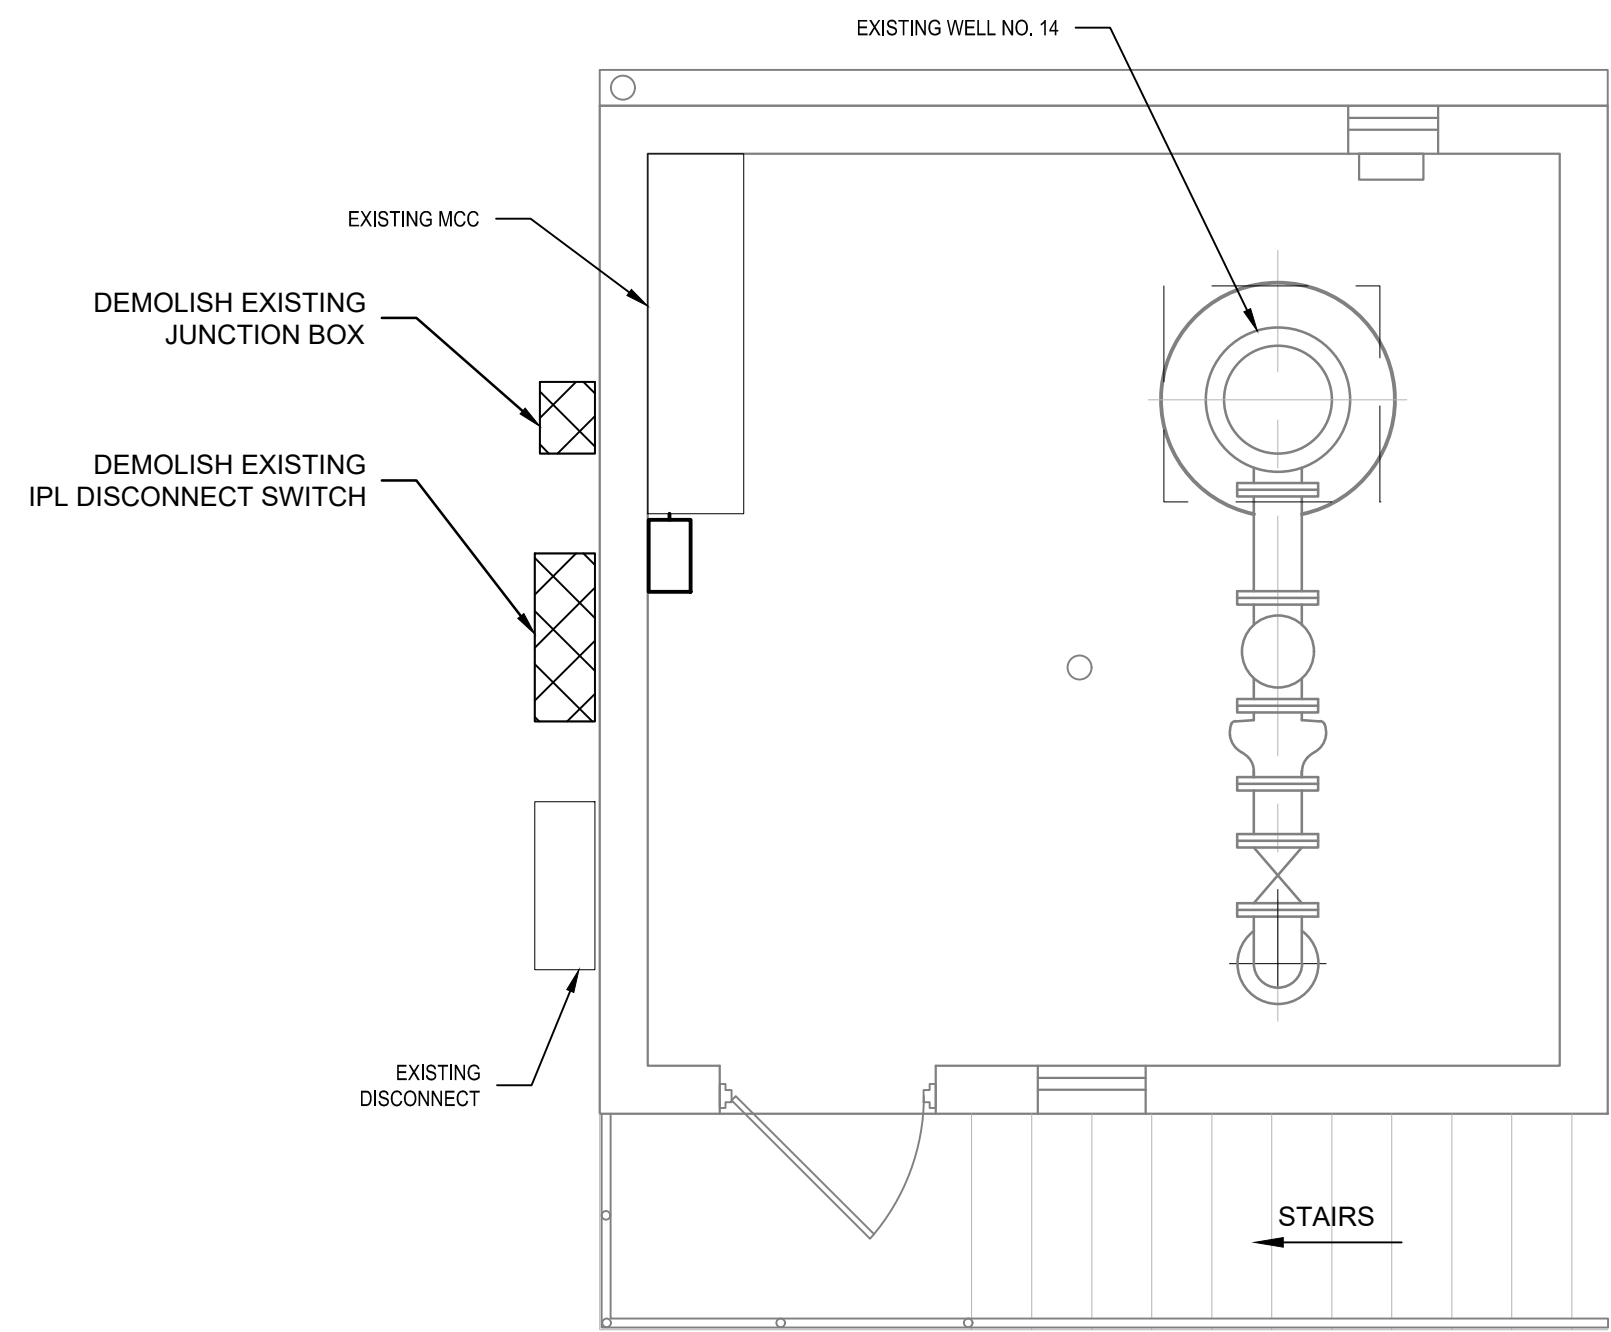 EXISTING WELL NO. 14
EXISTING MCC
DEMOLISH EXISTING
JUNCTION BOX
DEMOLISH EXISTING
IPL DISCONNECT SWITCH
EXISTING
DISCONNECT
STAIRS